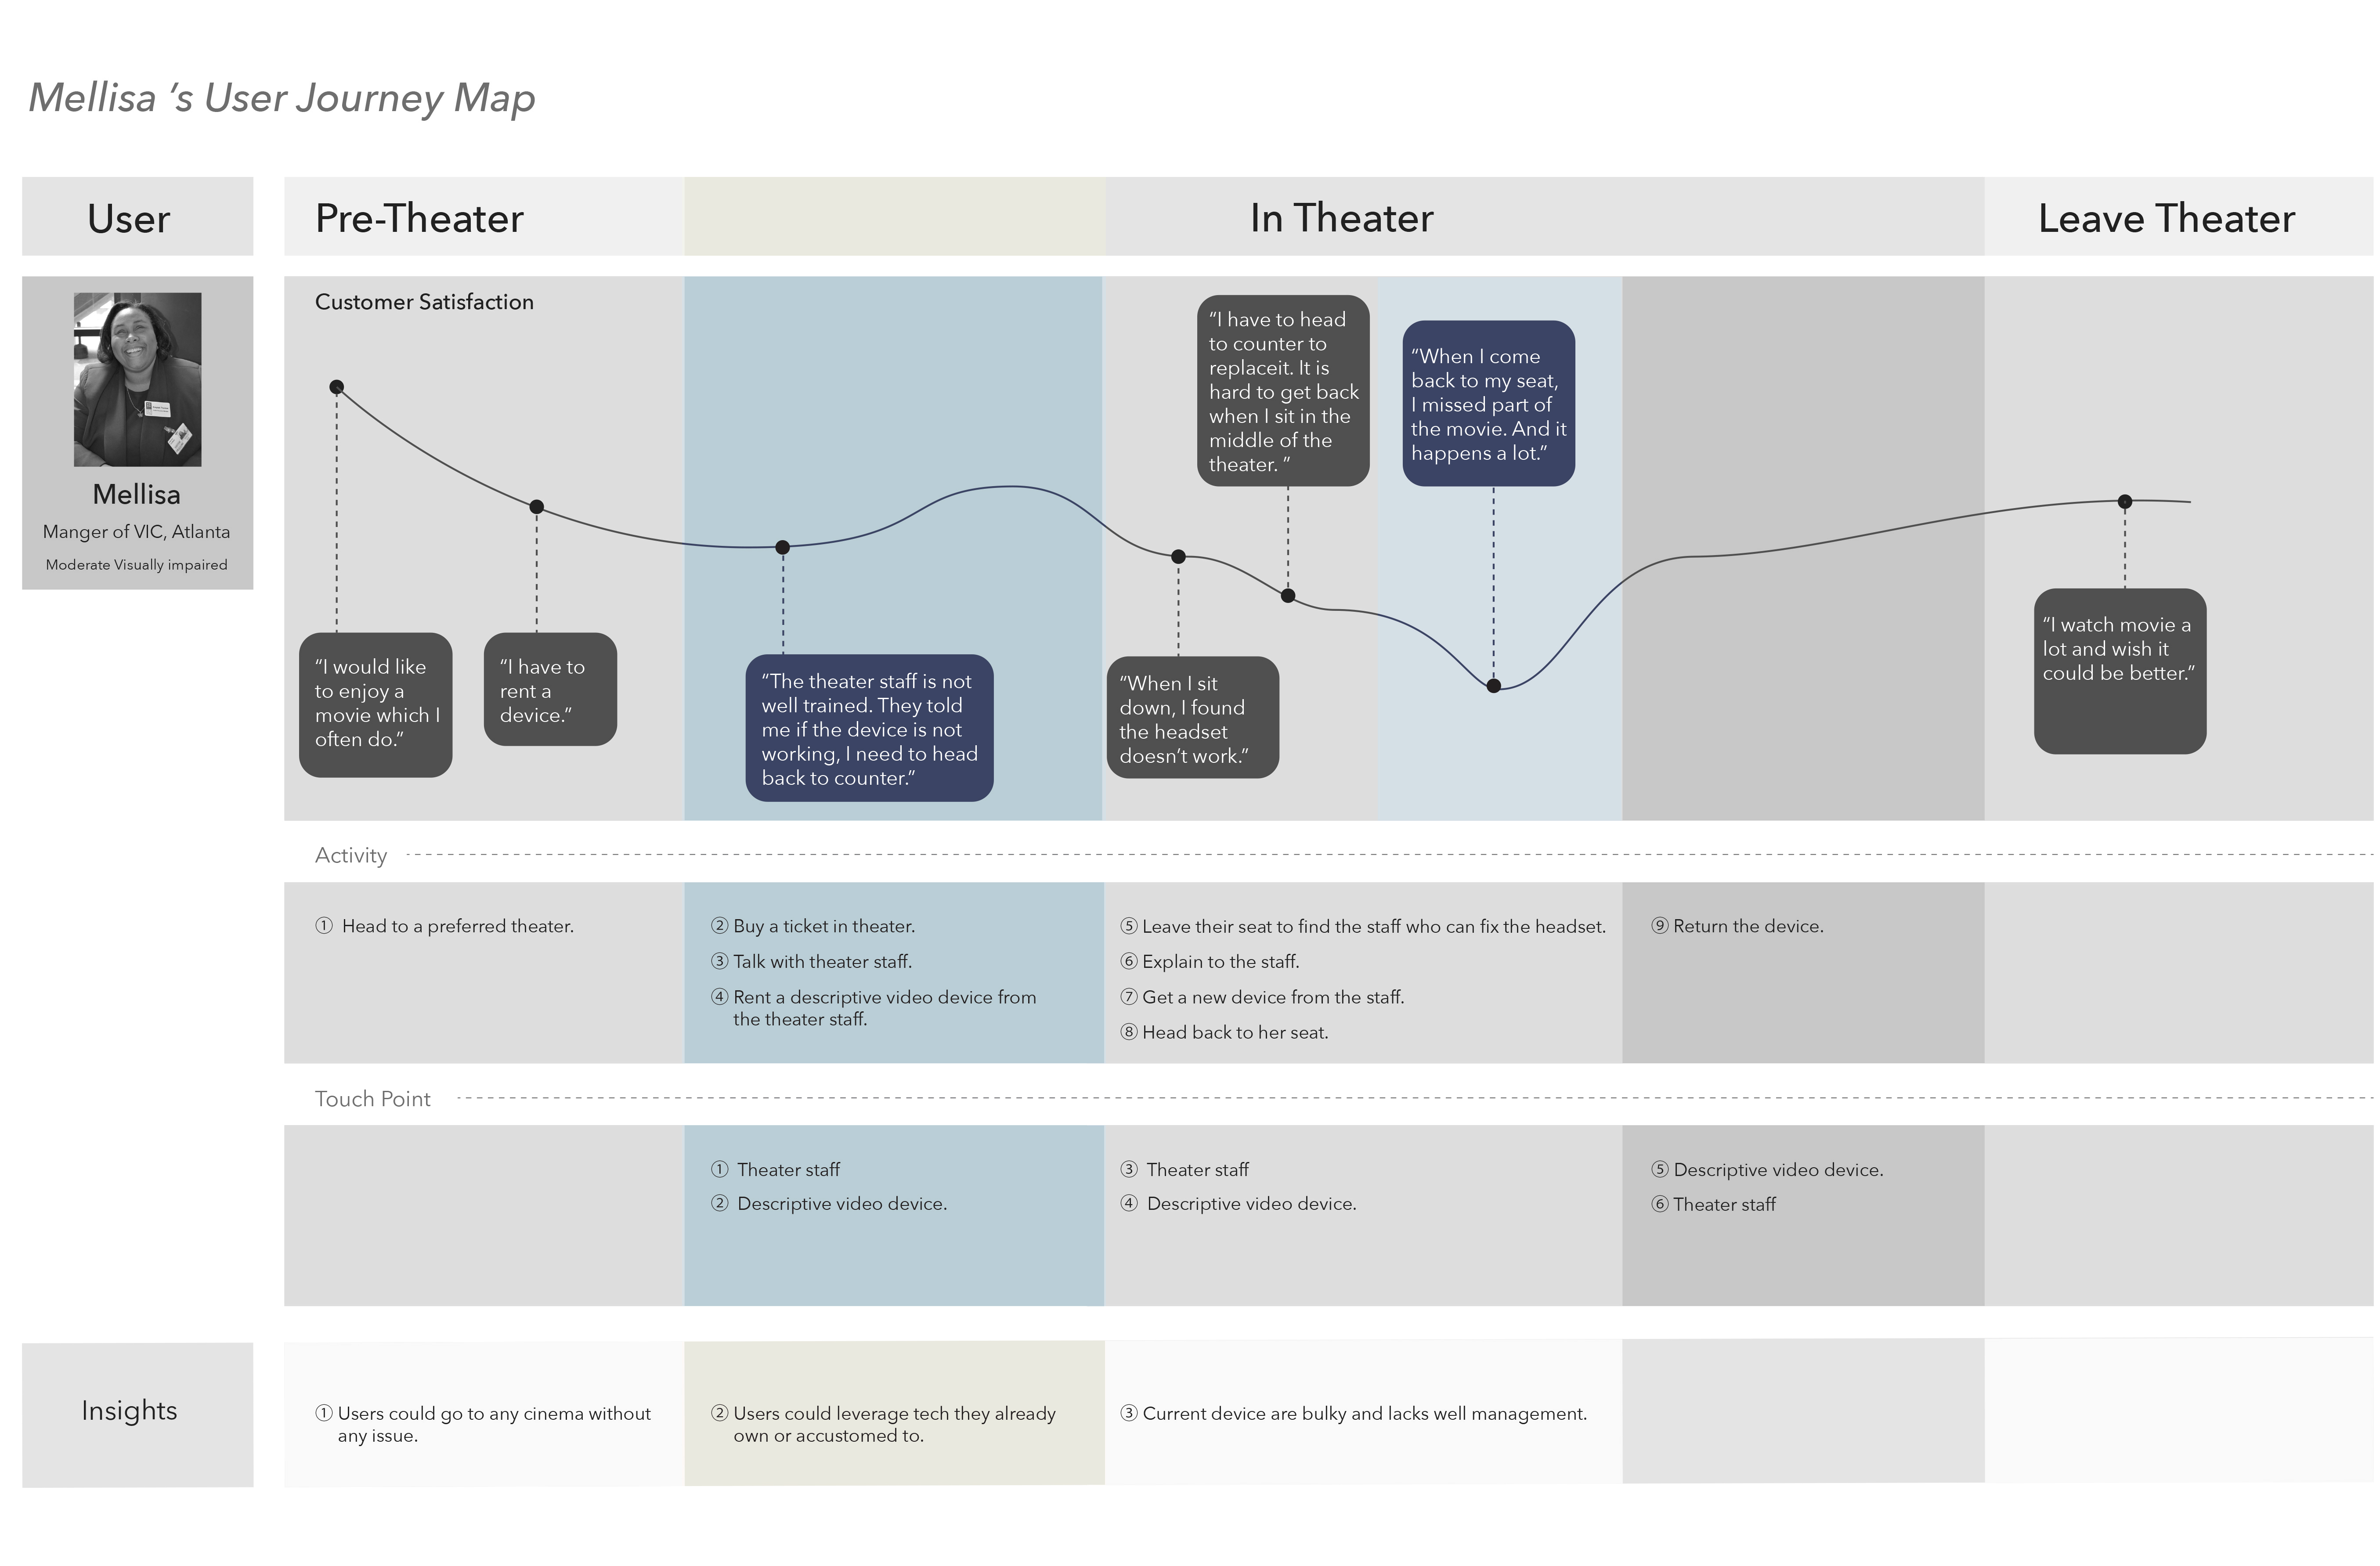 Mellisa ’s User Journey Map
User
Pre-Theater
In Theater
Leave Theater
Mellisa
Manger of VIC, Atlanta
Moderate Visually impaired
Customer Satisfaction
“I would like
to enjoy a
movie which I
often do.”
“I have to
rent a
device.”
“The theater staff is not
well trained. They told
me if the device is not
working, I need to head
back to counter.”
“When I sit
down, I found
the headset
doesn’t work.”
“I have to head
to counter to
replaceit. It is
hard to get back
when I sit in the
middle of the
theater. ”
“When I come
back to my seat,
I missed part of
the movie. And it
happens a lot.”
“I watch movie a
lot and wish it
could be better.”
Activity
① Head to a preferred theater.
② Buy a ticket in theater.
③ Talk with theater staff.
④ Rent a descriptive video device from
the theater staff.
⑤ Leave their seat to find the staff who can fix the headset.
⑥ Explain to the staff.
⑦ Get a new device from the staff.
⑧ Head back to her seat.
⑨ Return the device.
Touch Point
① Theater staff
② Descriptive video device.
③ Theater staff
④ Descriptive video device.
⑤ Descriptive video device.
⑥ Theater staff
Insights
① Users could go to any cinema without
any issue.
② Users could leverage tech they already
own or accustomed to.
③ Current device are bulky and lacks well management.